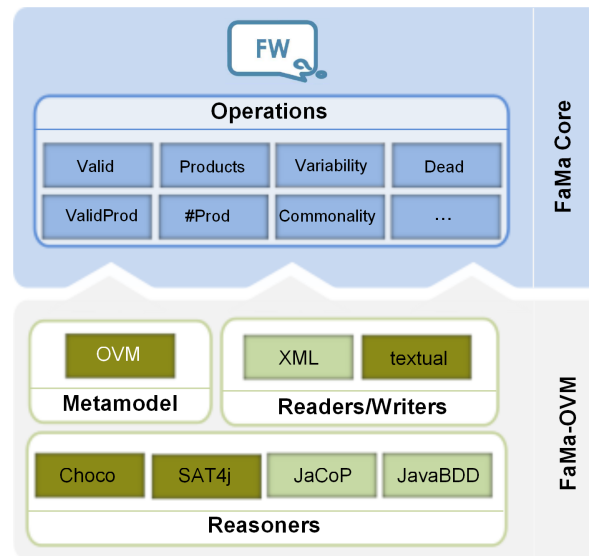 FW
Operations
Valid Products Variability Dead
ValidProd #Prod Commonality ...
FaMa Core
OVM
Metamodel
XML textual
Readers/Writers
Choco SAT4j JaCoP JavaBDD
Reasoners
FaMa-OVM